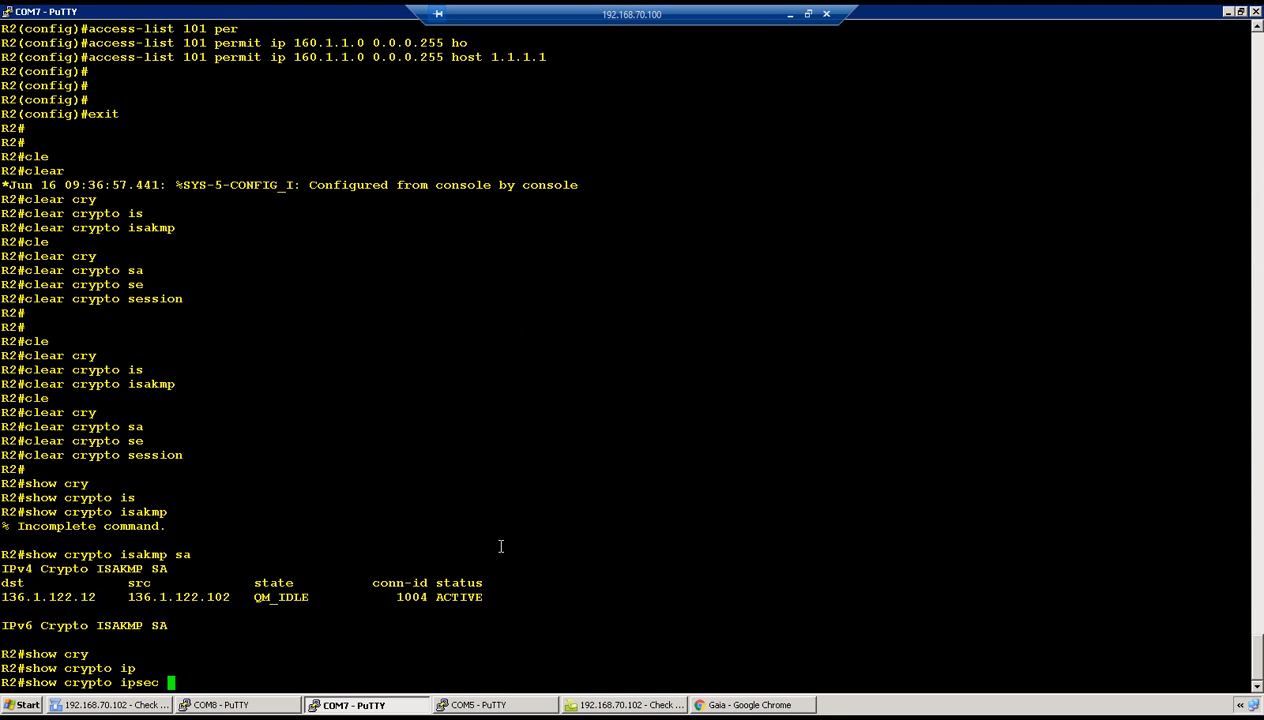 COM7 - PuTTY
192.168.70.100
R2(config)#access-list 101 per
R2(config)#access-list 101 permit ip 160.1.1.0 0.0.0.255 ho
R2(config)#access-list 101 permit ip 160.1.1.0 0.0.0.255 host 1.1.1.1
R2(config)#
R2(config)#
R2(config)#
R2(config)#exit
R2#
R2#
R2#cle
R2#clear
*Jun 16 09:36:57.441: %SYS-5-CONFIG_I: Configured from console by console
R2#clear cry
R2#clear crypto is
R2#clear crypto isakmp
R2#cle
R2#clear cry
R2#clear crypto sa
R2#clear crypto se
R2#clear crypto session
R2#
R2#
R2#cle
R2#clear cry
R2#clear crypto is
R2#clear crypto isakmp
R2#cle
R2#clear cry
R2#clear crypto sa
R2#clear crypto se
R2#clear crypto session
R2#
R2#show cry
R2#show crypto is
R2#show crypto isakmp
% Incomplete command.
R2#show crypto isakmp sa
IPv4 Crypto ISAKMP SA
dst src state conn-id status
136.1.122.12 136.1.122.102 QM_IDLE 1004 ACTIVE
IPv6 Crypto ISAKMP SA
R2#show cry
R2#show crypto ip
R2#show crypto ipsec
Start 192.168.70.102 - Check ... COM8 - PuTTY COM7 - PuTTY COM5 - PuTTY 192.168.70.102 - Check ... Gaia - Google Chrome «